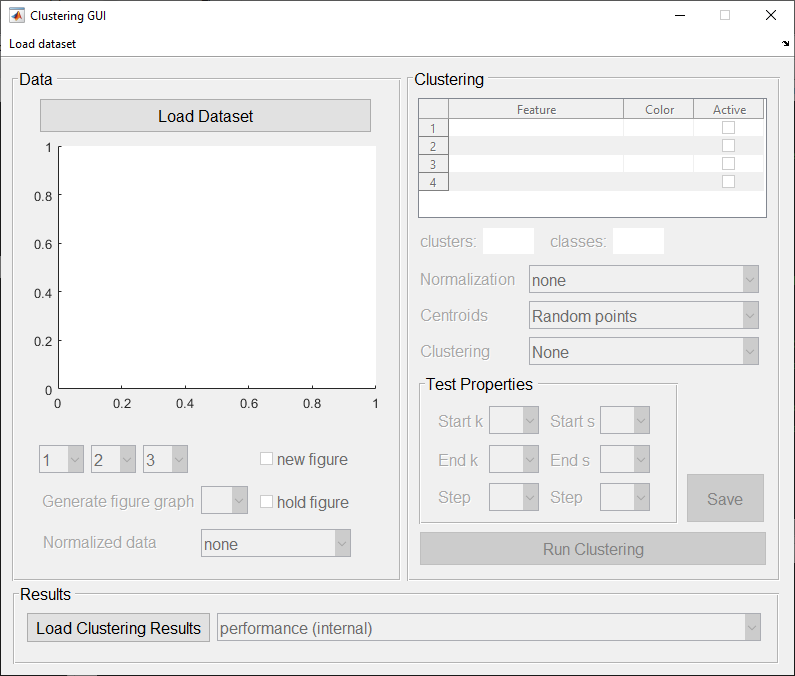 Clustering GUI
Load dataset
Data
Load Dataset
1
0.8
0.6
0.4
0.2
0
0 0.2 0.4 0.6 0.8 1
1 2 3 new figure
Generate figure graph hold figure
Normalized data none
Clustering
Feature Color Active
1
2
3
4
clusters: classes:
Normalization none
Centroids Random points
Clustering None
Test Properties
Start k Start s
End k End s
Step Step
Save
Run Clustering
Results
Load Clustering Results performance (internal)